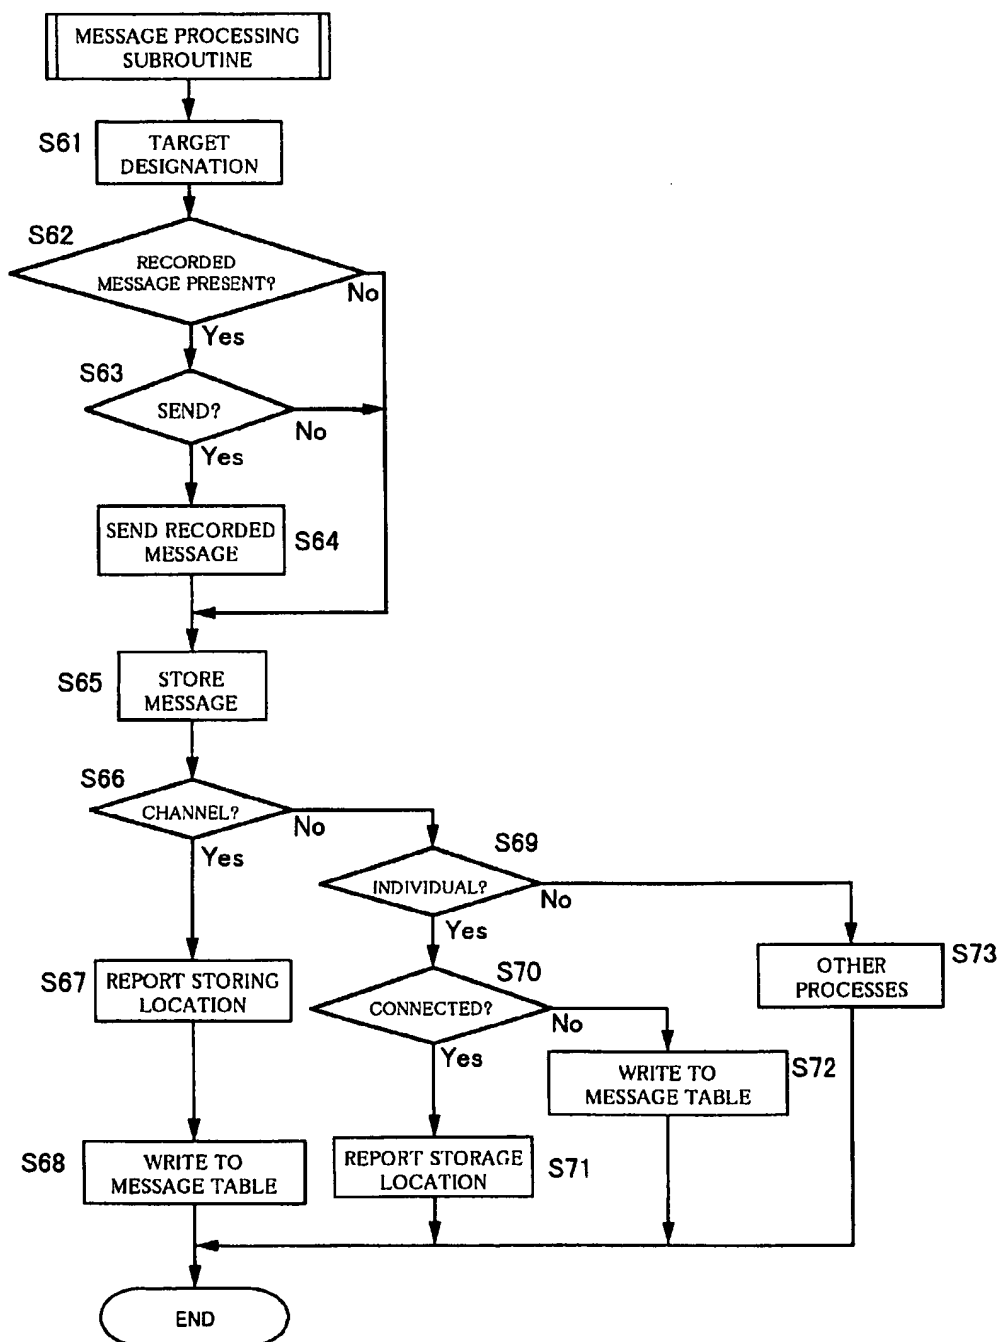 MESSAGE PROCESSING
SUBROUTINE
S61
TARGET
DESIGNATION
S62
RECORDED
MESSAGE PRESENT?
No
Yes
S63
SEND?
No
Yes
SEND RECORDED
MESSAGE
S64
S65
STORE
MESSAGE
S66
CHANNEL?
No
Yes
S69
INDIVIDUAL?
No
Yes
S67
REPORT STORING
LOCATION
S70
CONNECTED?
No
Yes
OTHER
PROCESSES
S73
WRITE TO
MESSAGE TABLE
S72
S68
WRITE TO
MESSAGE TABLE
REPORT STORAGE
LOCATION
S71
END